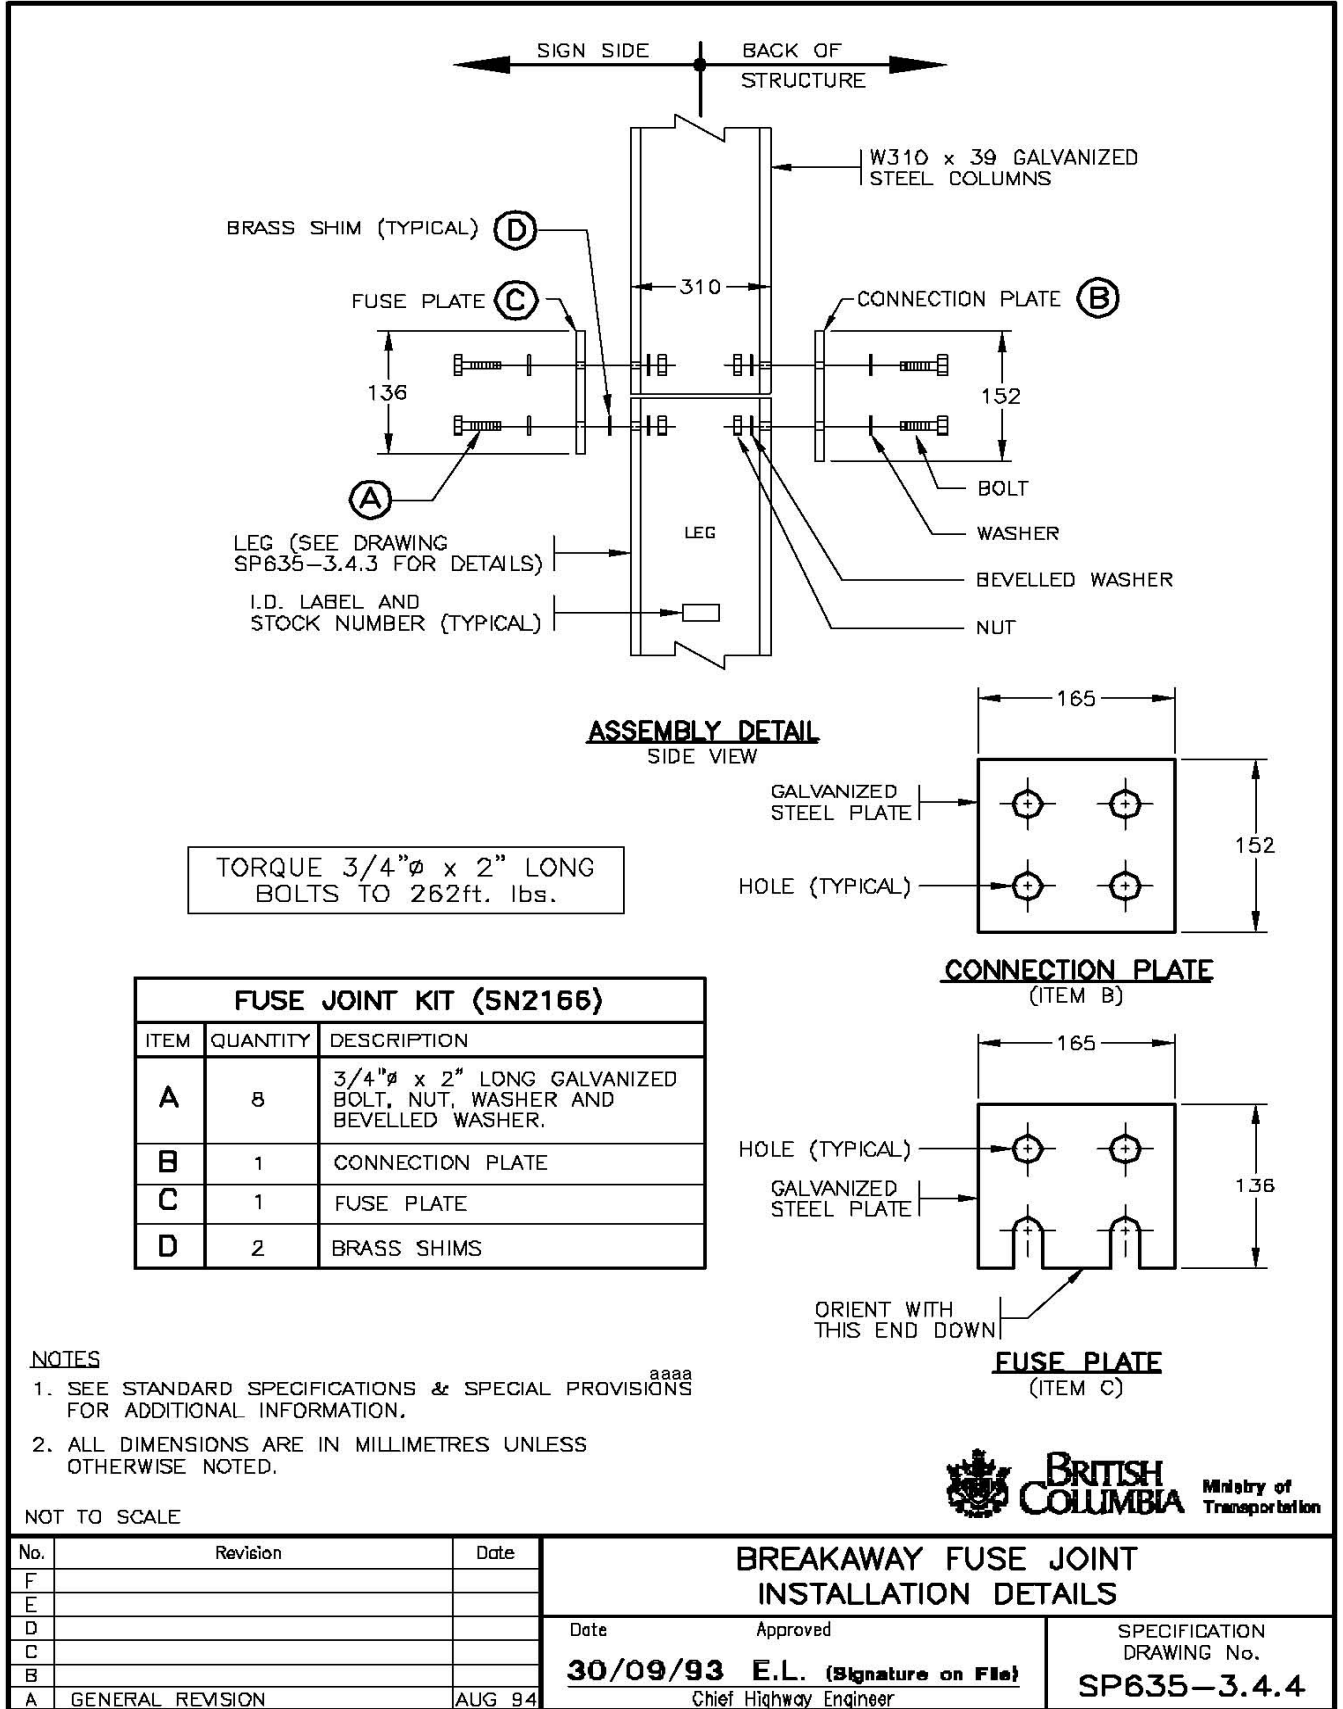 SIGN SIDE
BACK OF
STRUCTURE
W310 x 39 GALVANIZED
STEEL COLUMNS
BRASS SHIM (TYPICAL) D
310
FUSE PLATE C
CONNECTION PLATE B
136
152
A
BOLT
LEG (SEE DRAWING
SP635-3.4.3 FOR DETAILS)
LEG
WASHER
BEVELLED WASHER
I.D. LABEL AND
STOCK NUMBER (TYPICAL)
NUT
ASSEMBLY DETAIL
SIDE VIEW
165
GALVANIZED
STEEL PLATE
152
HOLE (TYPICAL)
CONNECTION PLATE
(ITEM B)
TORQUE 3/4"ø x 2" LONG
BOLTS TO 262ft. lbs.
FUSE JOINT KIT (SN2166)
ITEM QUANTITY DESCRIPTION
A 8 3/4"ø x 2" LONG GALVANIZED
BOLT, NUT, WASHER AND
BEVELLED WASHER.
B 1 CONNECTION PLATE
C 1 FUSE PLATE
D 2 BRASS SHIMS
165
HOLE (TYPICAL)
GALVANIZED
STEEL PLATE
136
ORIENT WITH
THIS END DOWN
FUSE PLATE
(ITEM C)
NOTES
aaaa
1. SEE STANDARD SPECIFICATIONS & SPECIAL PROVISIONS
FOR ADDITIONAL INFORMATION.
2. ALL DIMENSIONS ARE IN MILLIMETRES UNLESS
OTHERWISE NOTED.
NOT TO SCALE
BRITISH
COLUMBIA
Ministry of
Transportation
No. Revision Date
F
E
D
C
B
A GENERAL REVISION AUG 94
BREAKAWAY FUSE JOINT
INSTALLATION DETAILS
Date Approved
30/09/93 E.L. (Signature on File)
Chief Highway Engineer
SPECIFICATION
DRAWING No.
SP635-3.4.4